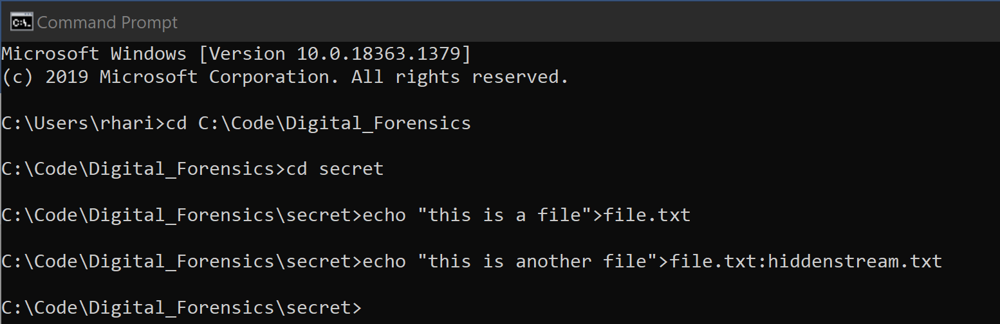 Command Prompt
Microsoft Windows [Version 10.0.18363.1379]
(c) 2019 Microsoft Corporation. All rights reserved.
C:\Users\rhari>cd C:\Code\Digital_Forensics
C:\Code\Digital_Forensics>cd secret
C:\Code\Digital_Forensics\secret>echo "this is a file">file.txt
C:\Code\Digital_Forensics\secret>echo "this is another file">file.txt:hiddenstream.txt
C:\Code\Digital_Forensics\secret>